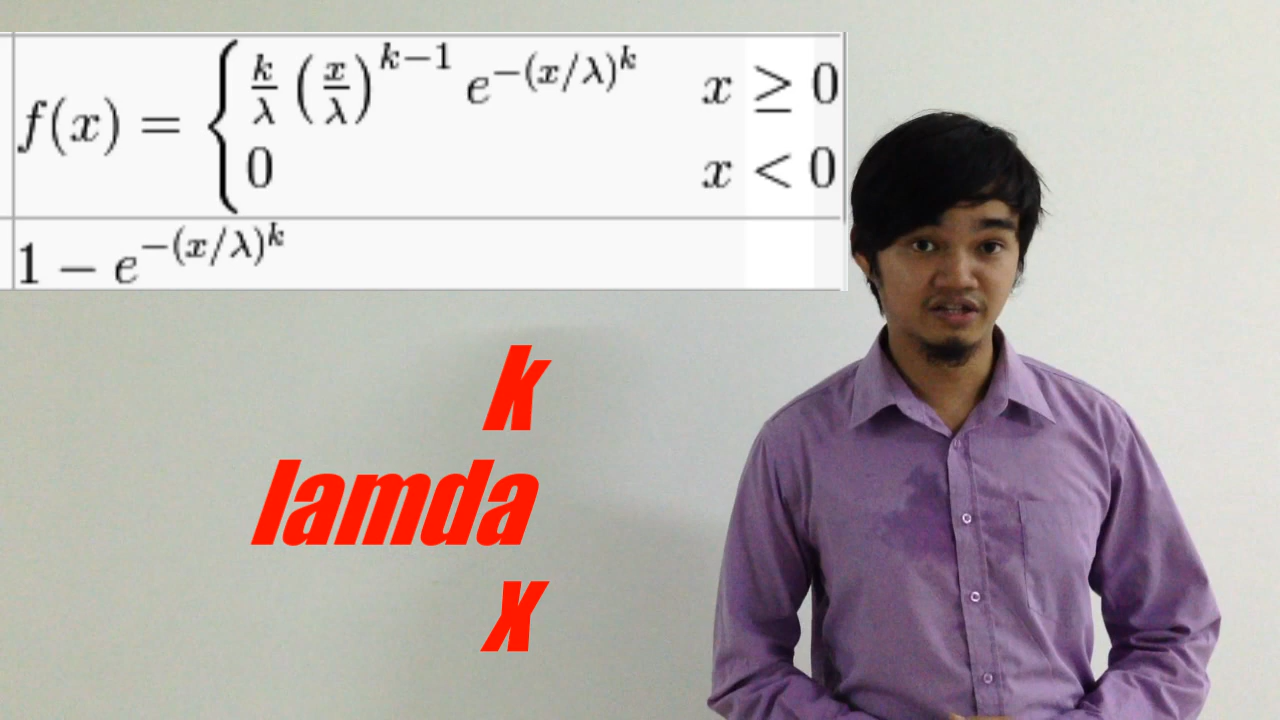 f(x) = { k/λ (x/λ)^{k−1} e^{−(x/λ)^k} x ≥ 0
0 x < 0
1 − e^{−(x/λ)^k}
k
lamda
x